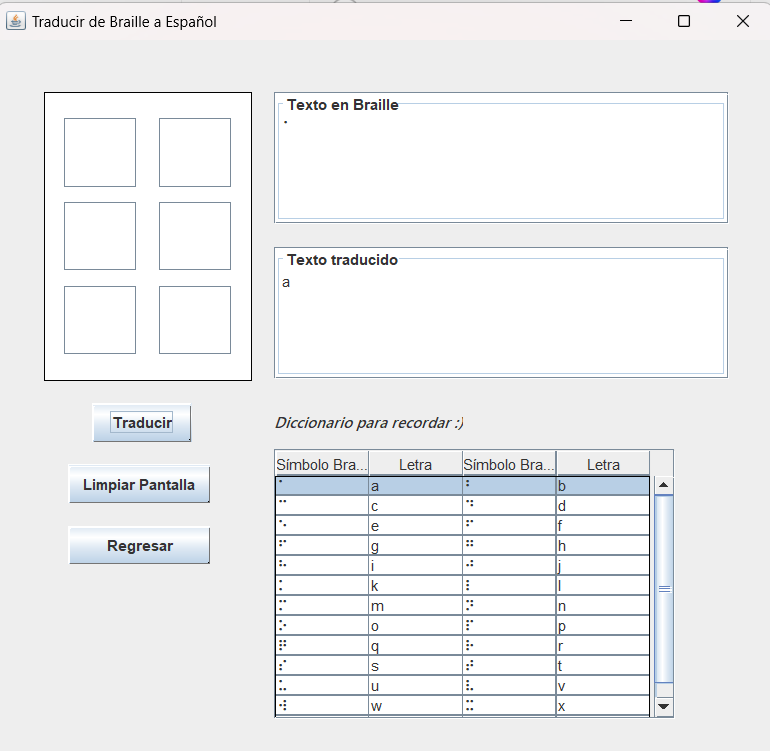 Traducir de Braille a Español
Texto en Braille
⠁
Texto traducido
a
Traducir
Limpiar Pantalla
Regresar
Diccionario para recordar :)
Símbolo Bra... Letra Símbolo Bra... Letra
⠁ a ⠃ b
⠉ c ⠙ d
⠑ e ⠋ f
g h
i ⠚ j
⠅ k ⠇ l
⠍ m ⠝ n
⠕ o ⠏ p
⠟ q ⠗ r
⠎ s ⠞ t
⠥ u ⠧ v
⠺ w ⠭ x